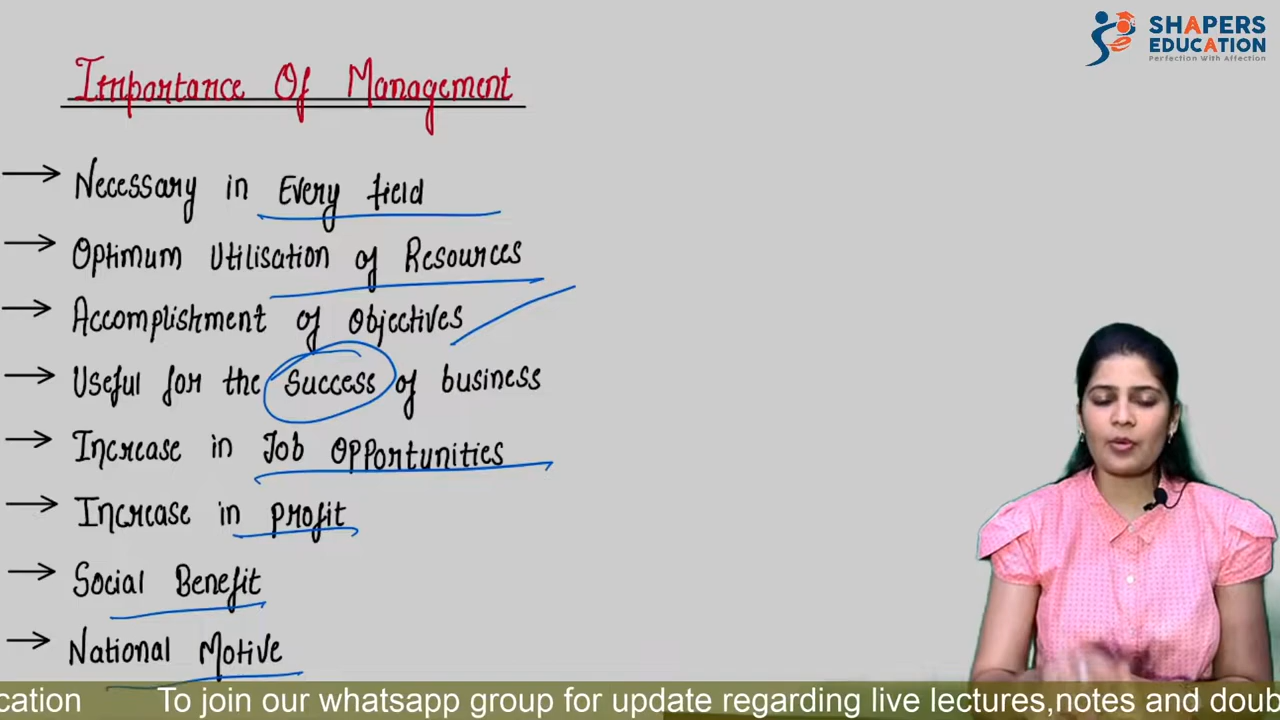 SHAPERS
EDUCATION
Perfection With Affection
Importance Of Management
→ Necessary in Every field
→ Optimum Utilisation of Resources
→ Accomplishment of Objectives
→ Useful for the success of business
→ Increase in Job Opportunities
→ Increase in profit
→ Social Benefit
→ National Motive
cation To join our whatsapp group for update regarding live lectures,notes and doub